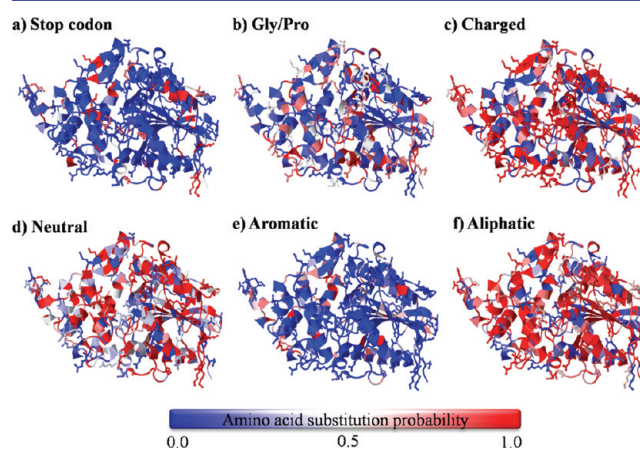 a) Stop codon
b) Gly/Pro
c) Charged
d) Neutral
e) Aromatic
f) Aliphatic
Amino acid substitution probability
0.0
0.5
1.0